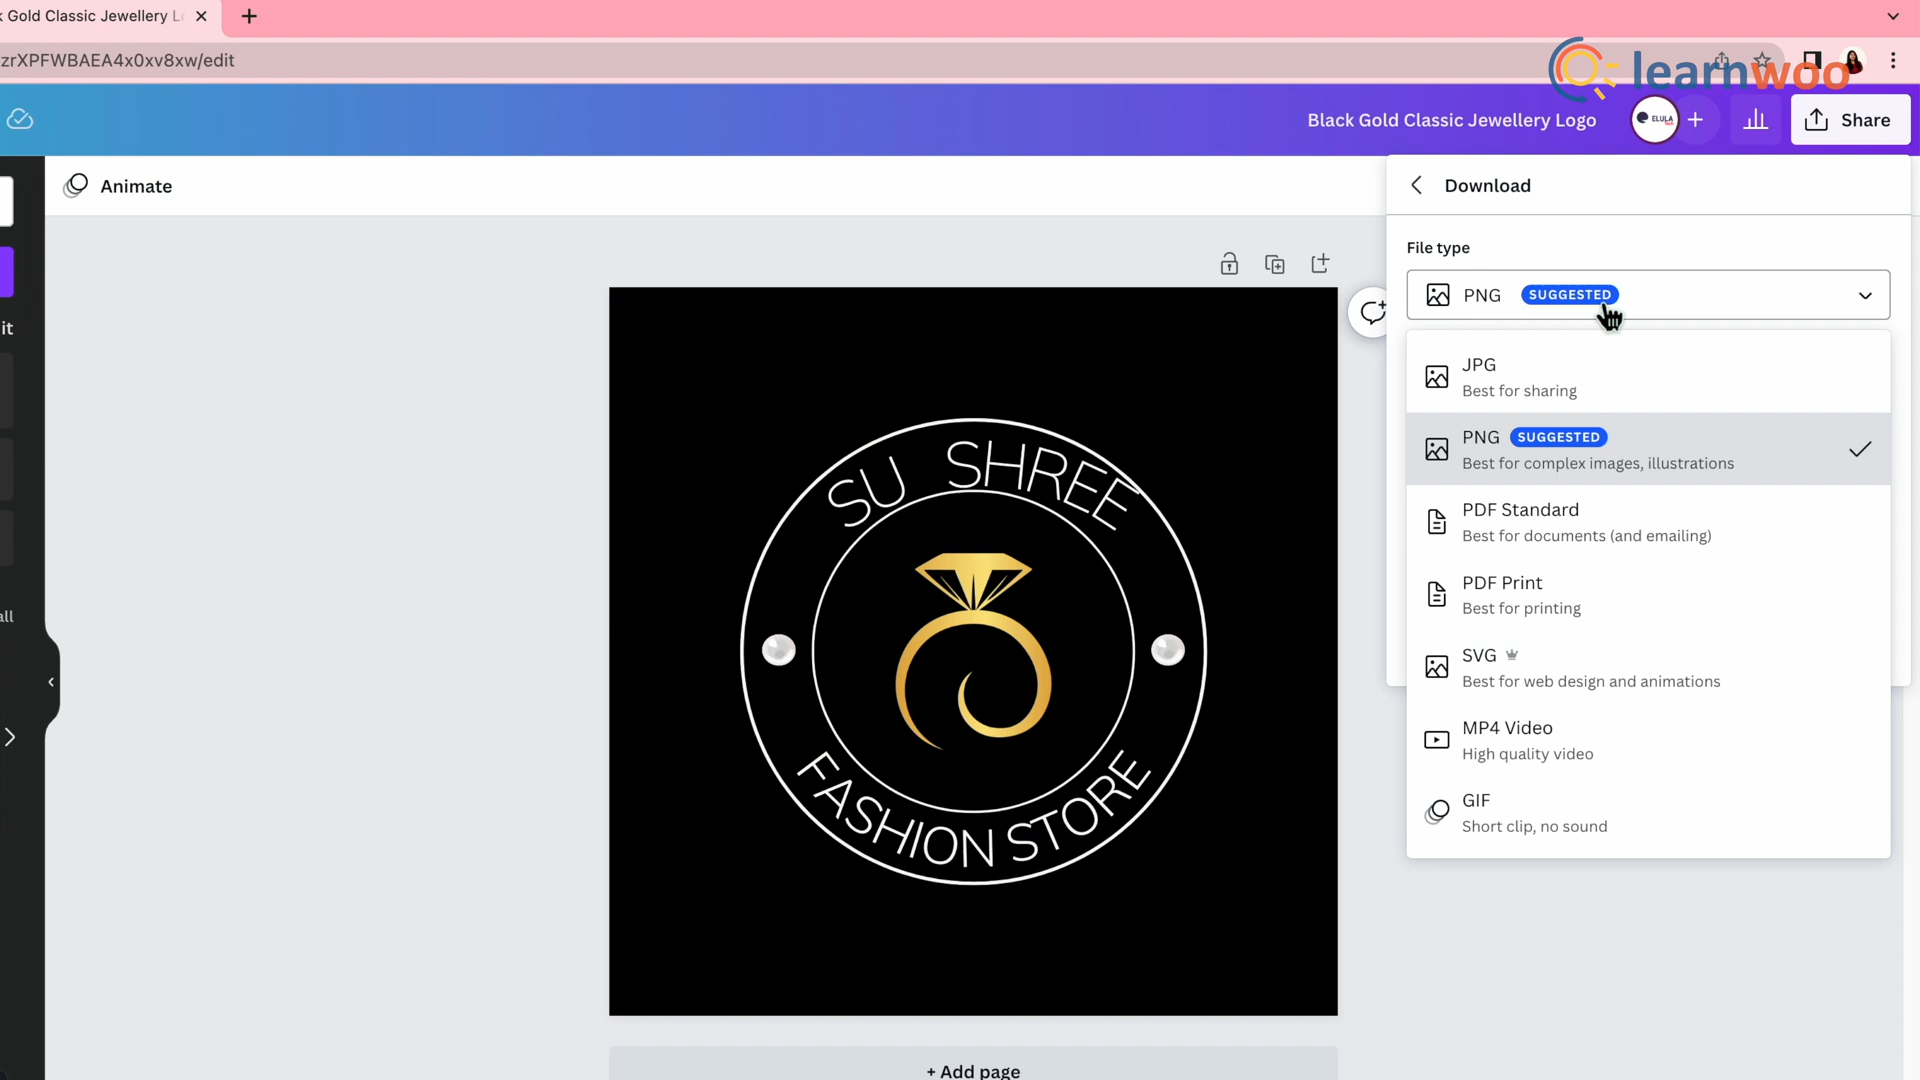 k Gold Classic Jewellery L
zrXPFWBAEA4x0xv8xw/edit
learnwoo
Black Gold Classic Jewellery Logo
ELULA
Share
Animate
Download
File type
PNG SUGGESTED
JPG
Best for sharing
PNG SUGGESTED
Best for complex images, illustrations
PDF Standard
Best for documents (and emailing)
PDF Print
Best for printing
SVG
Best for web design and animations
MP4 Video
High quality video
GIF
Short clip, no sound
it
all
SU SHREE
FASHION STORE
+ Add page